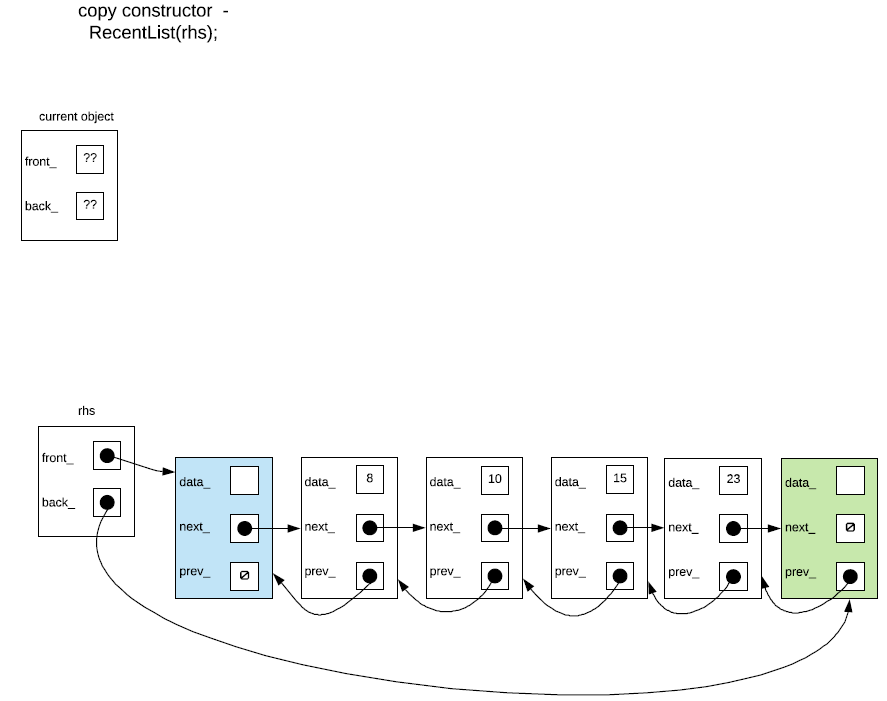 copy constructor -
RecentList(rhs);
current object
front_ ??
back_ ??
rhs
front_
back_
data_ data_ 8 data_ 10 data_ 15 data_ 23 data_
next_ next_ next_ next_ next_ next_ ∅
prev_ ∅ prev_ prev_ prev_ prev_ prev_